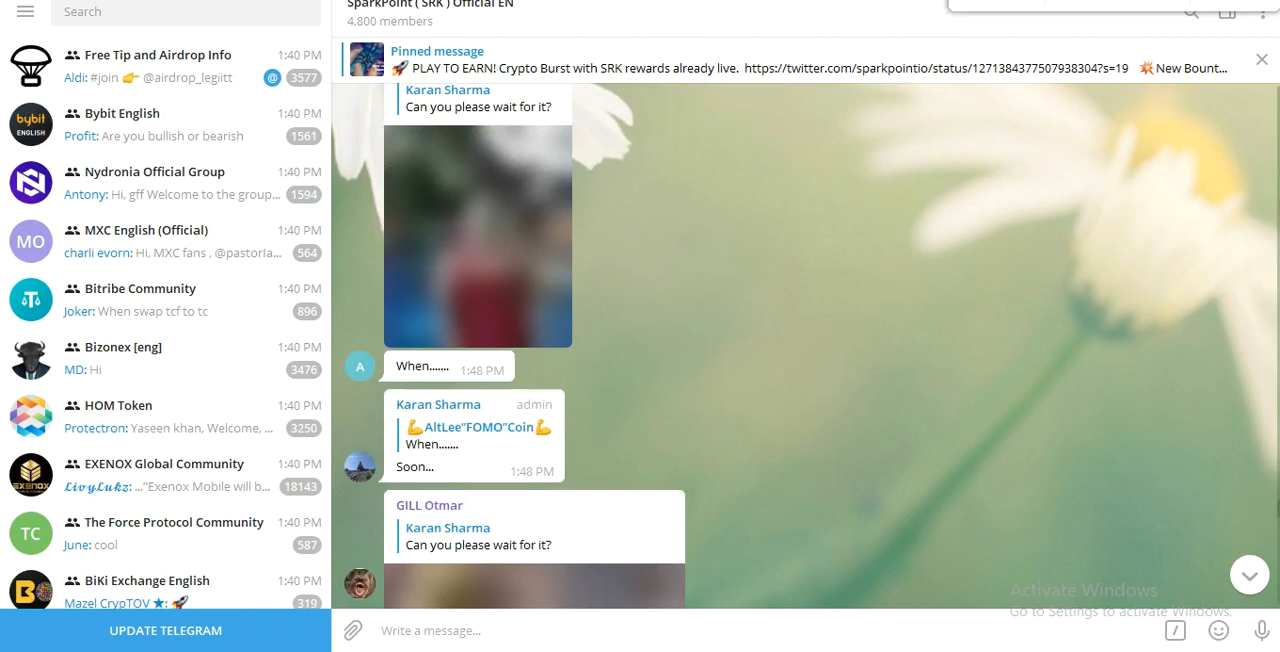 Search
Free Tip and Airdrop Info 1:40 PM
Aldi: #join 👉 @airdrop_legiitt @ 3577
bybit
ENGLISH
Bybit English 1:40 PM
Profit: Are you bullish or bearish 1561
Nydronia Official Group 1:40 PM
Antony: Hi, gff Welcome to the group... 1594
MO
MXC English (Official) 1:40 PM
charli evorn: Hi, MXC fans , @pastorIa... 564
Bitribe Community 1:40 PM
Joker: When swap tcf to tc 896
Bizonex [eng] 1:40 PM
MD: Hi 3476
HOM Token 1:40 PM
Protectron: Yaseen khan, Welcome, ... 3250
EXENOX
EXENOX Global Community 1:40 PM
𝓛𝓲𝓿𝔂𝓛𝓾𝓴𝔃: ..."Exenox Mobile will b... 18143
TC
The Force Protocol Community 1:40 PM
June: cool 587
BiKi Exchange English 1:40 PM
Mazel CrypTOV ★: 🚀 319
UPDATE TELEGRAM
SparkPoint ( SRK ) Official EN
4,800 members
Pinned message
🚀 PLAY TO EARN! Crypto Burst with SRK rewards already live. https://twitter.com/sparkpointio/status/1271384377507938304?s=19 💥New Bount...
Karan Sharma
Can you please wait for it?
A
When....... 1:48 PM
Karan Sharma admin
💪AltLee"FOMO"Coin💪
When.......
Soon... 1:48 PM
GILL Otmar
Karan Sharma
Can you please wait for it?
Activate Windows
Go to Settings to activate Windows.
Write a message...